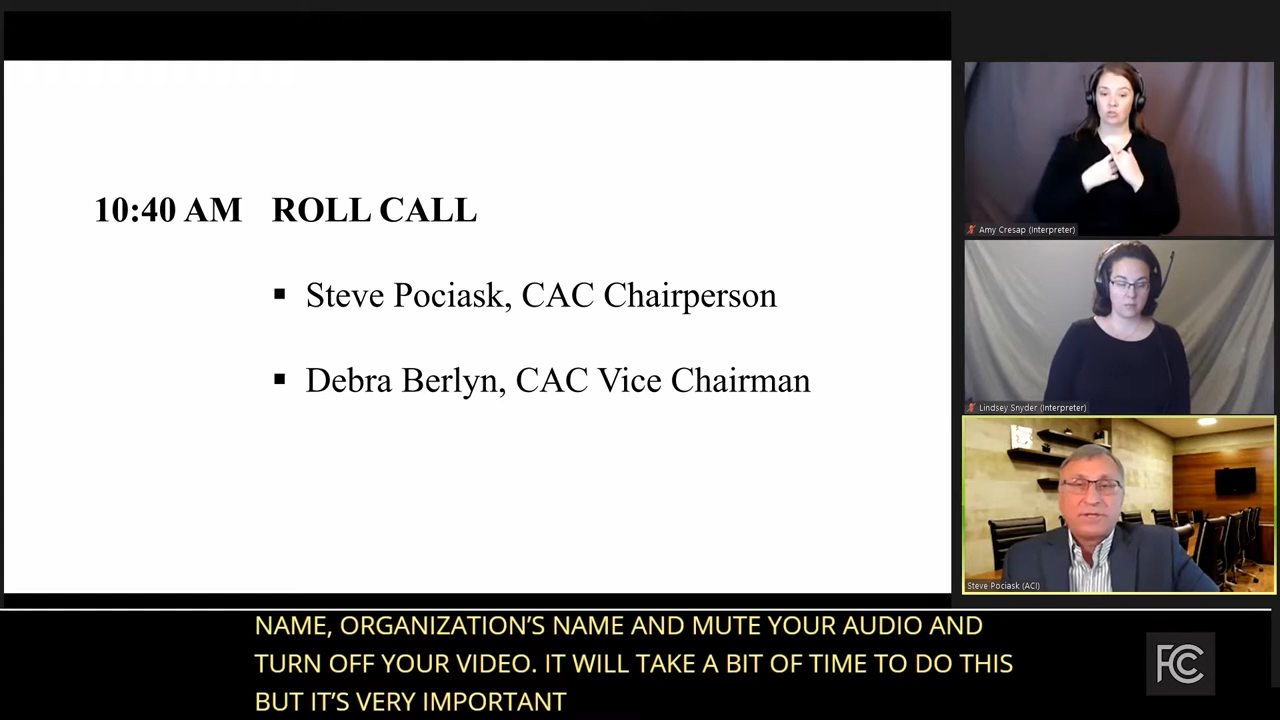 10:40 AM ROLL CALL
▪ Steve Pociask, CAC Chairperson
▪ Debra Berlyn, CAC Vice Chairman
Amy Cresap (Interpreter)
Lindsey Snyder (Interpreter)
Steve Pociask (ACI)
NAME, ORGANIZATION'S NAME AND MUTE YOUR AUDIO AND
TURN OFF YOUR VIDEO. IT WILL TAKE A BIT OF TIME TO DO THIS
BUT IT'S VERY IMPORTANT
FCC